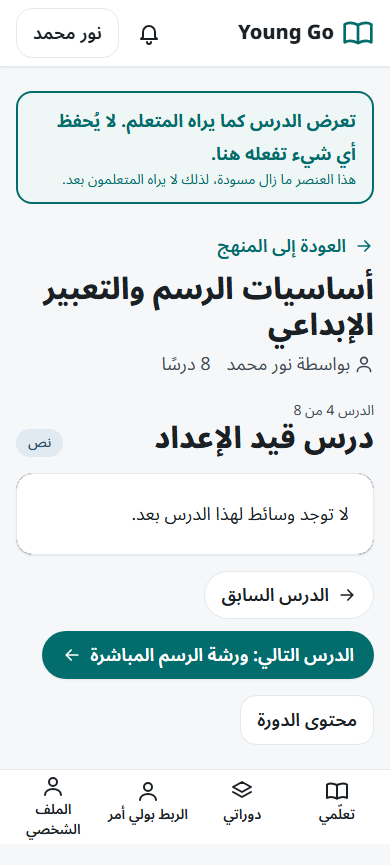 Young Go
نور محمد
تعرض الدرس كما يراه المتعلم. لا يُحفظ
أي شيء تفعله هنا.
هذا العنصر ما زال مسودة، لذلك لا يراه المتعلمون بعد.
العودة إلى المنهج
أساسيات الرسم والتعبير
الإبداعي
بواسطة نور محمد
8 درسًا
الدرس 4 من 8
درس قيد الإعداد
نص
لا توجد وسائط لهذا الدرس بعد.
الدرس السابق
الدرس التالي: ورشة الرسم المباشرة
محتوى الدورة
تعلّمي
دوراتي
الربط بولي أمر
الملف
الشخصي